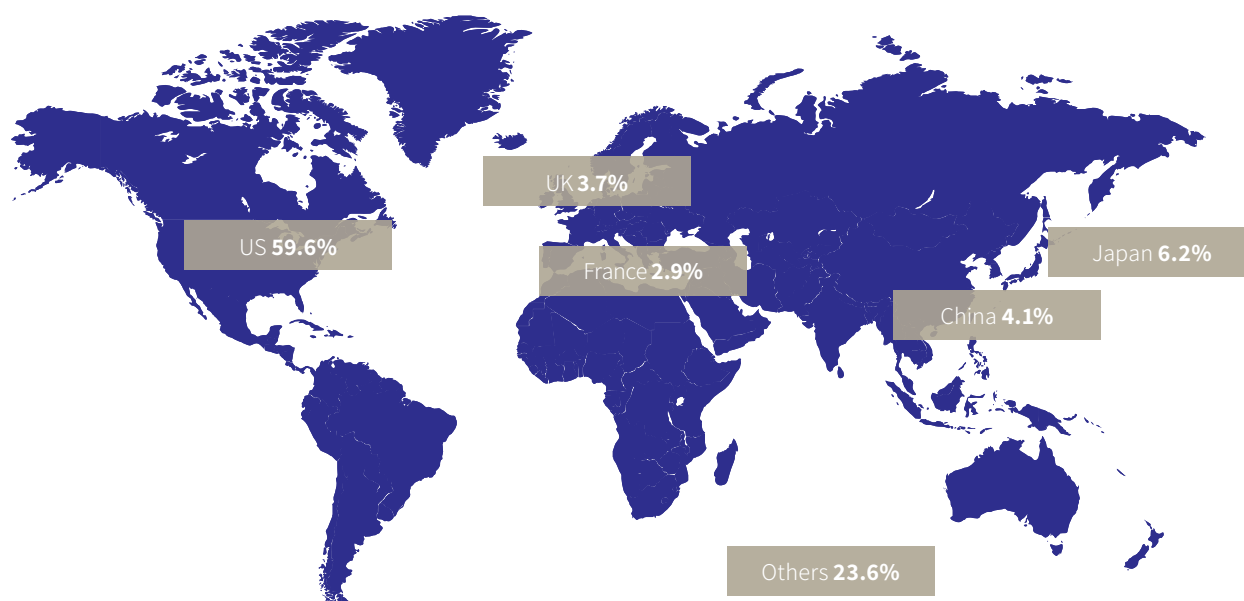 UK 3.7%
US 59.6%
Japan 6.2%
France 2.9%
China 4.1%
Others 23.6%